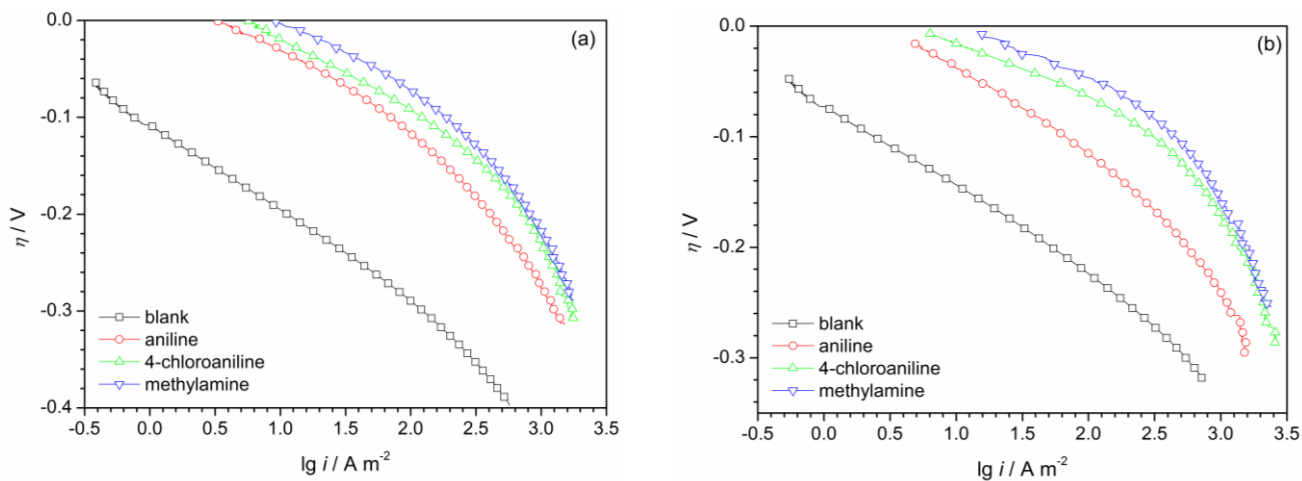 (a)
0.0
-0.1
-0.2
-0.3
-0.4
η / V
blank
aniline
4-chloroaniline
methylamine
-0.5 0.0 0.5 1.0 1.5 2.0 2.5 3.0 3.5
lg i / A m⁻²
(b)
0.0
-0.1
-0.2
-0.3
η / V
blank
aniline
4-chloroaniline
methylamine
-0.5 0.0 0.5 1.0 1.5 2.0 2.5 3.0 3.5
lg i / A m⁻²